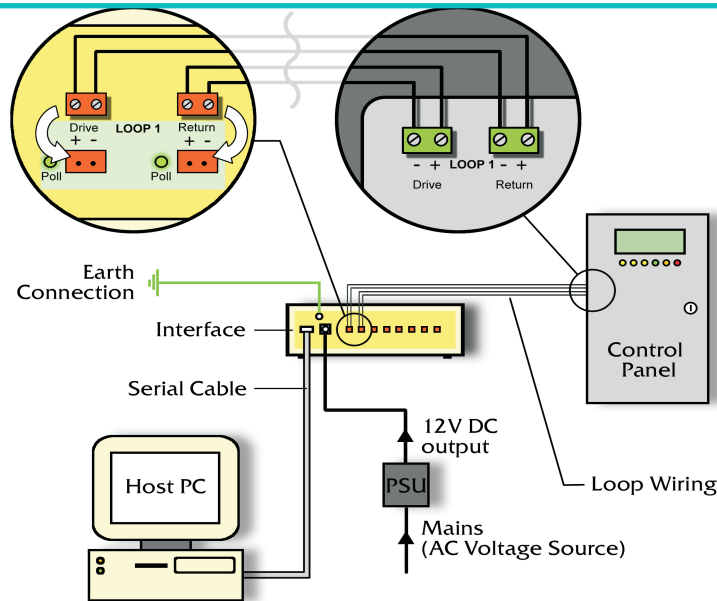 Drive LOOP 1 Return
+ - + -
Poll Poll
- + LOOP 1 - +
Drive Return
Earth
Connection
Interface
Serial Cable
Control
Panel
12V DC
output
Host PC
PSU
Loop Wiring
Mains
(AC Voltage Source)